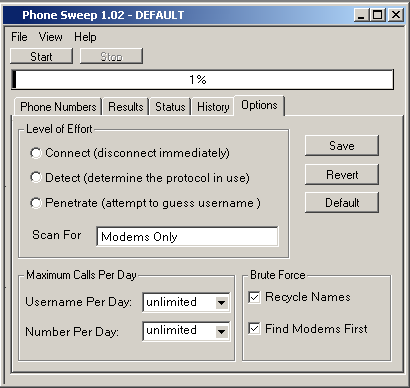 Phone Sweep 1.02 - DEFAULT
File View Help
Start Stop
1%
Phone Numbers Results Status History Options
Level of Effort
Connect (disconnect immediately)
Detect (determine the protocol in use)
Penetrate (attempt to guess username )
Scan For Modems Only
Save
Revert
Default
Maximum Calls Per Day
Username Per Day: unlimited
Number Per Day: unlimited
Brute Force
Recycle Names
Find Modems First